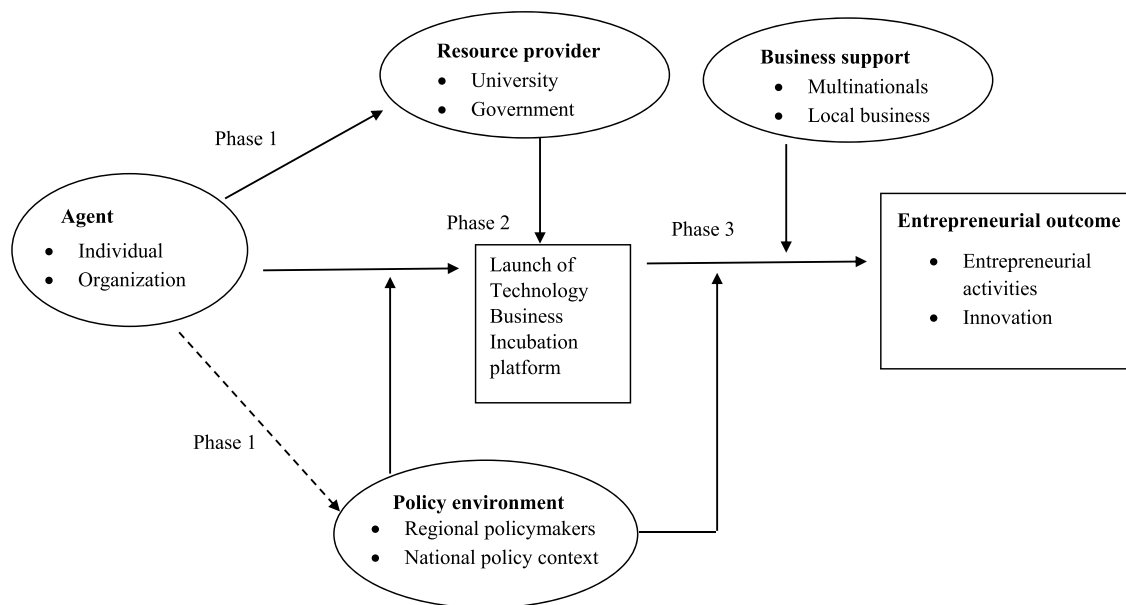 Resource provider
● University
● Government
Business support
● Multinationals
● Local business
Phase 1
Agent
● Individual
● Organization
Phase 2
Phase 3
Launch of
Technology
Business
Incubation
platform
Entrepreneurial outcome
● Entrepreneurial
activities
● Innovation
Phase 1
Policy environment
● Regional policymakers
● National policy context